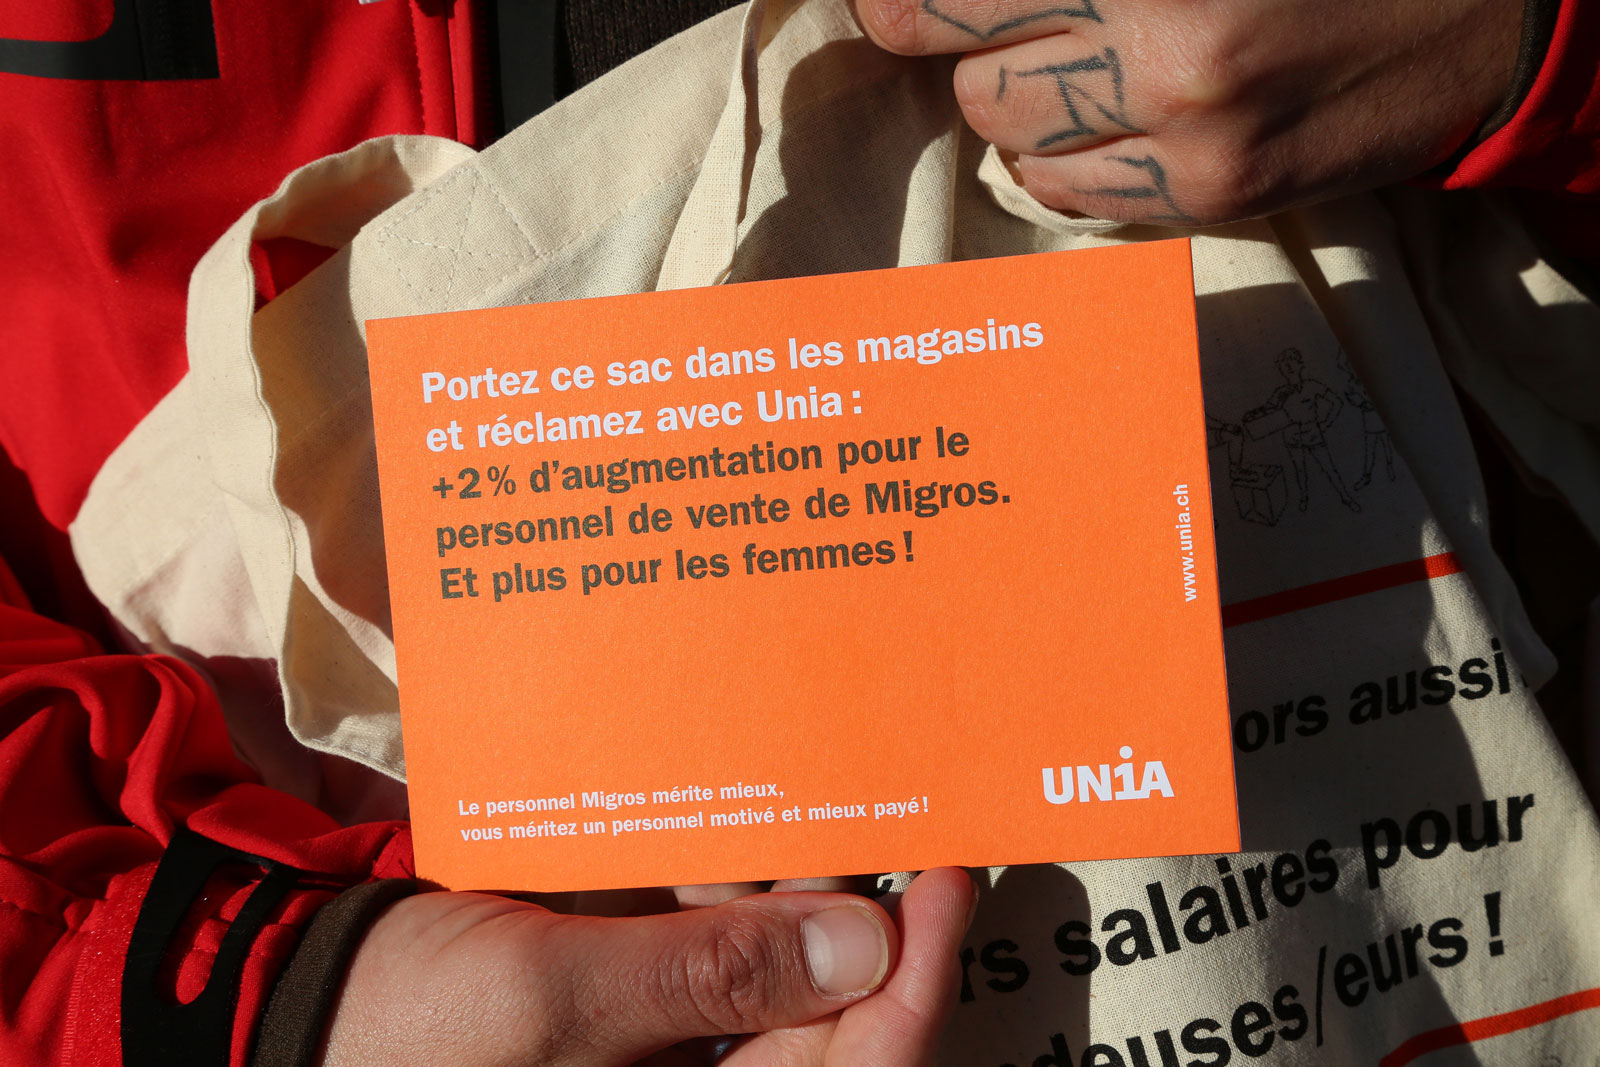 Portez ce sac dans les magasins
et réclamez avec Unia :
+2 % d’augmentation pour le
personnel de vente de Migros.
Et plus pour les femmes !
www.unia.ch
Le personnel Migros mérite mieux,
vous méritez un personnel motivé et mieux payé !
UNiA
aussi
salaires pour
/eurs !